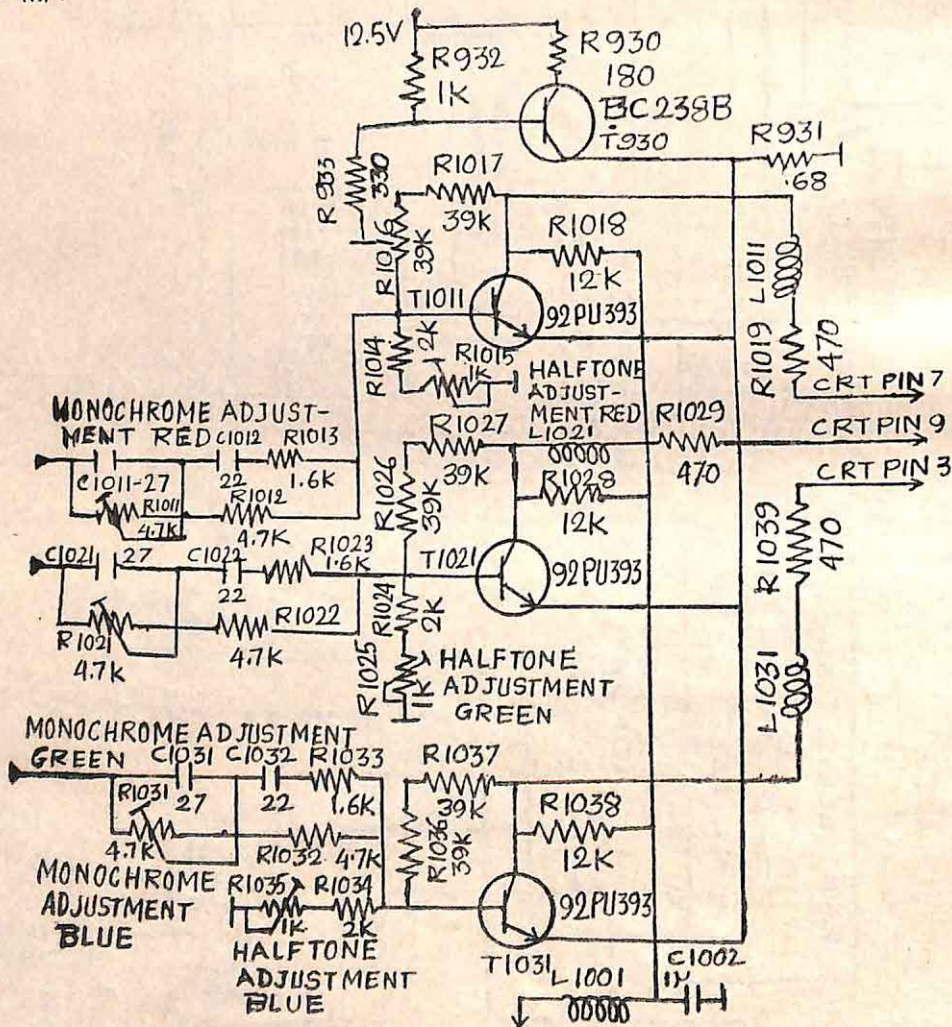 12.5V
R932
1K
R930
180
BC238B
T930
R931
.68
R933
330
R1017
39K
R1016
39K
R1018
12K
T1011
92PU393
R1014
2K
R1015
1K
HALFTONE
ADJUST-
MENT RED
L1011
R1019
470
CRT PIN 7
MONOCHROME ADJUST-
MENT RED
C1012
22
R1013
1.6K
C1011-27
R1011
4.7K
R1012
4.7K
R1027
39K
L1021
R1029
470
CRT PIN 9
CRT PIN 3
R1026
39K
R1028
12K
C1021
27
C1022
22
R1023
1.6K
T1021
92PU393
R1039
470
R1021
4.7K
R1022
4.7K
R1024
2K
R1025
1K
HALFTONE
ADJUSTMENT
GREEN
L1031
MONOCHROME ADJUSTMENT
GREEN
C1031
27
C1032
22
R1033
1.6K
R1037
39K
R1031
4.7K
R1032
4.7K
R1036
39K
R1038
12K
MONOCHROME
ADJUSTMENT
BLUE
R1035
1K
R1034
2K
92PU393
HALFTONE
ADJUSTMENT
BLUE
T1031
L1001
C1002